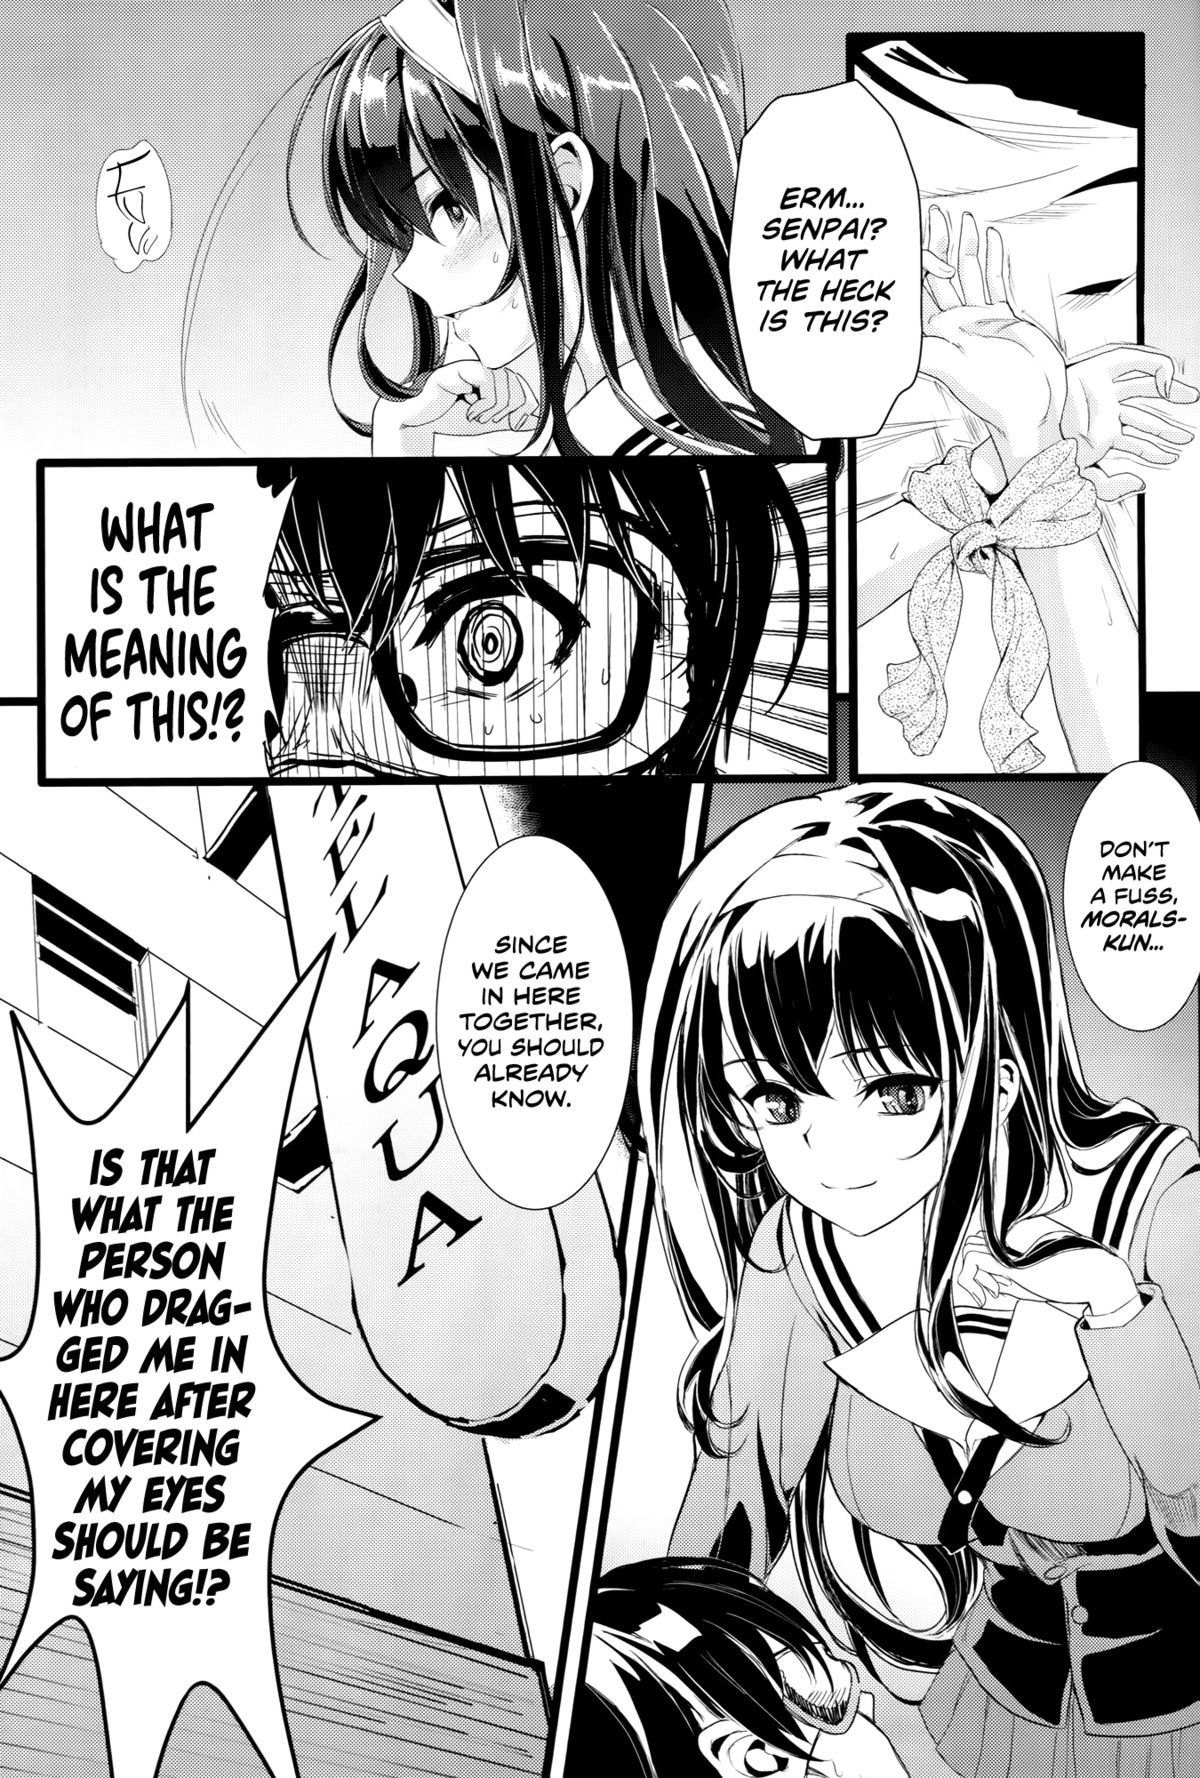 ERM...
SENPAI?
WHAT
THE HECK
IS THIS?
WHAT
IS THE
MEANING
OF THIS!?
DON'T
MAKE
A FUSS,
MORALS-
KUN...
SINCE
WE CAME
IN HERE
TOGETHER,
YOU SHOULD
ALREADY
KNOW.
TEL AQUA
IS THAT
WHAT THE
PERSON
WHO DRAG-
GED ME IN
HERE AFTER
COVERING
MY EYES
SHOULD BE
SAYING!?